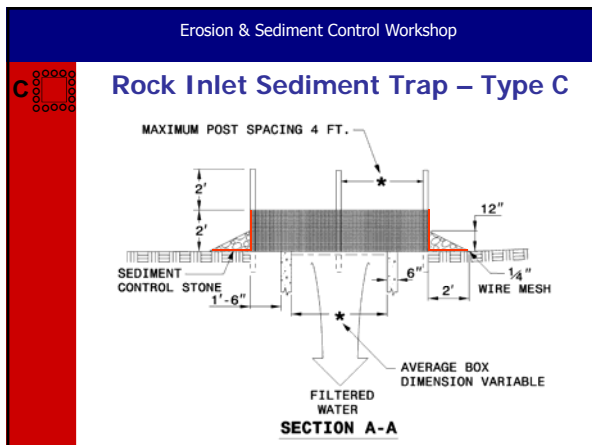 Erosion & Sediment Control Workshop
C
Rock Inlet Sediment Trap – Type C
MAXIMUM POST SPACING 4 FT.
*
2'
2'
12"
SEDIMENT
CONTROL STONE
1'-6"
6"
2'
1/4"
WIRE MESH
*
AVERAGE BOX
DIMENSION VARIABLE
FILTERED
WATER
SECTION A-A